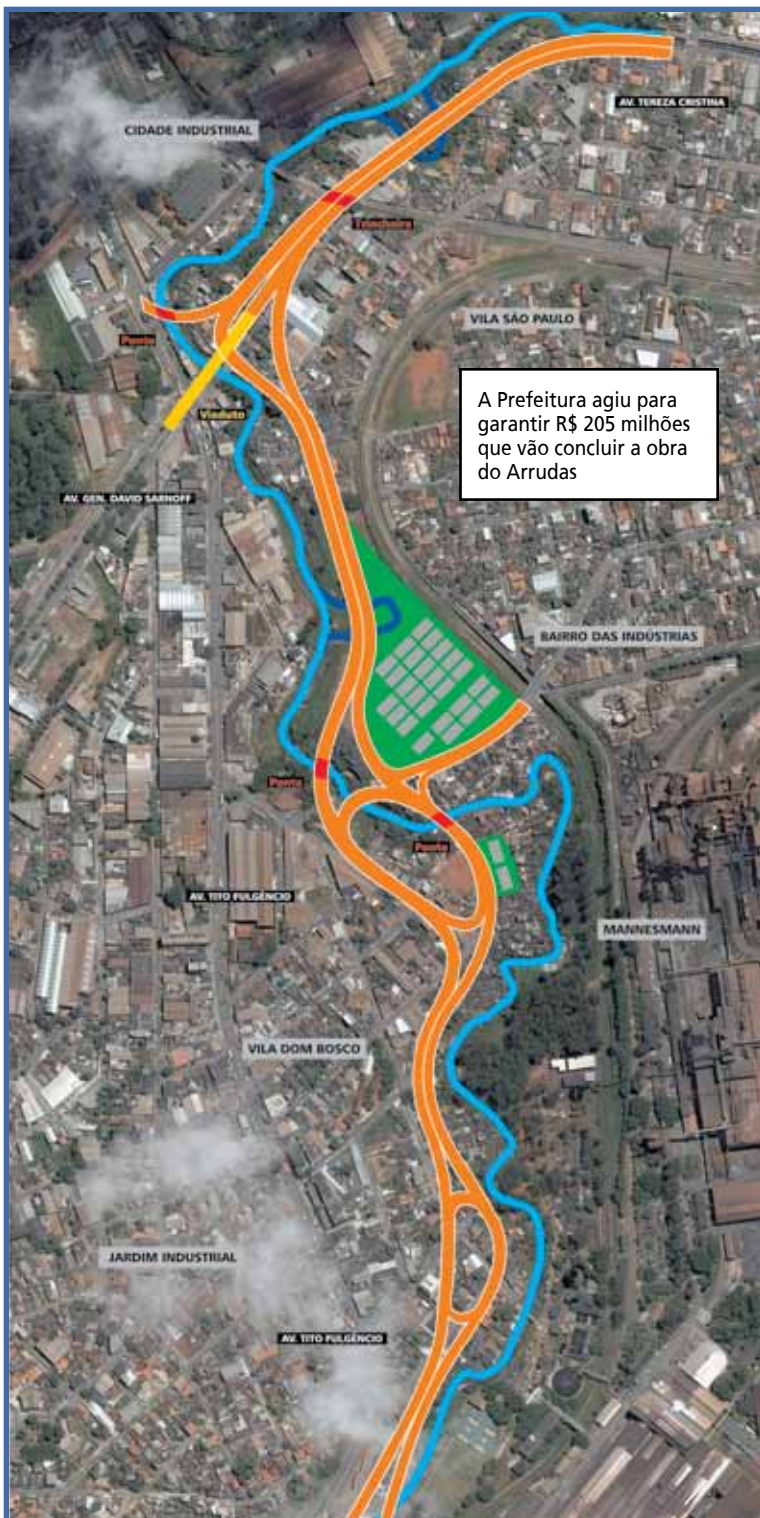 AV. TEREZA CRISTINA
CIDADE INDUSTRIAL
Trincheira
VILA SÃO PAULO
Ponte
Viaduto
A Prefeitura agiu para
garantir R$ 205 milhões
que vão concluir a obra
do Arrudas
AV. GEN. DAVID SARNOFF
BAIRRO DAS INDÚSTRIAS
Ponte
Ponte
AV. TITO FULGÊNCIO
MANNESMANN
VILA DOM BOSCO
JARDIM INDUSTRIAL
AV. TITO FULGÊNCIO